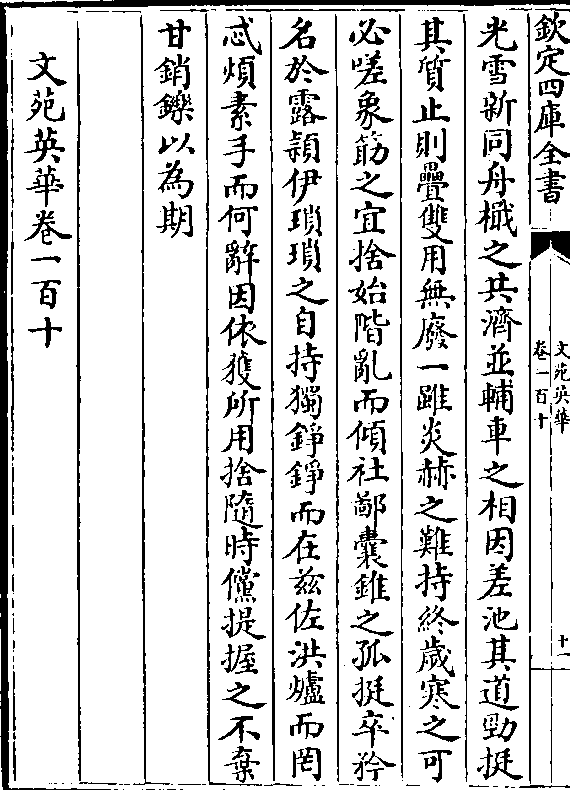 欽定四庫全書
文苑英華
卷一百十
十一
光雪新同舟檝之共濟並輔車之相因差池其道勁挺
其質止則疊雙用無廢一雖炎赫之難持終歲寒之可
必嗟象筯之宜捨始階亂而傾社鄙囊錐之孤挺卒矜
名於露穎伊瑣瑣之自持獨錚錚而在兹佐洪爐而罔
忒煩素手而何辭因依獲所用捨隨時儻提握之不棄
甘銷鑠以為期
文苑英華卷一百十